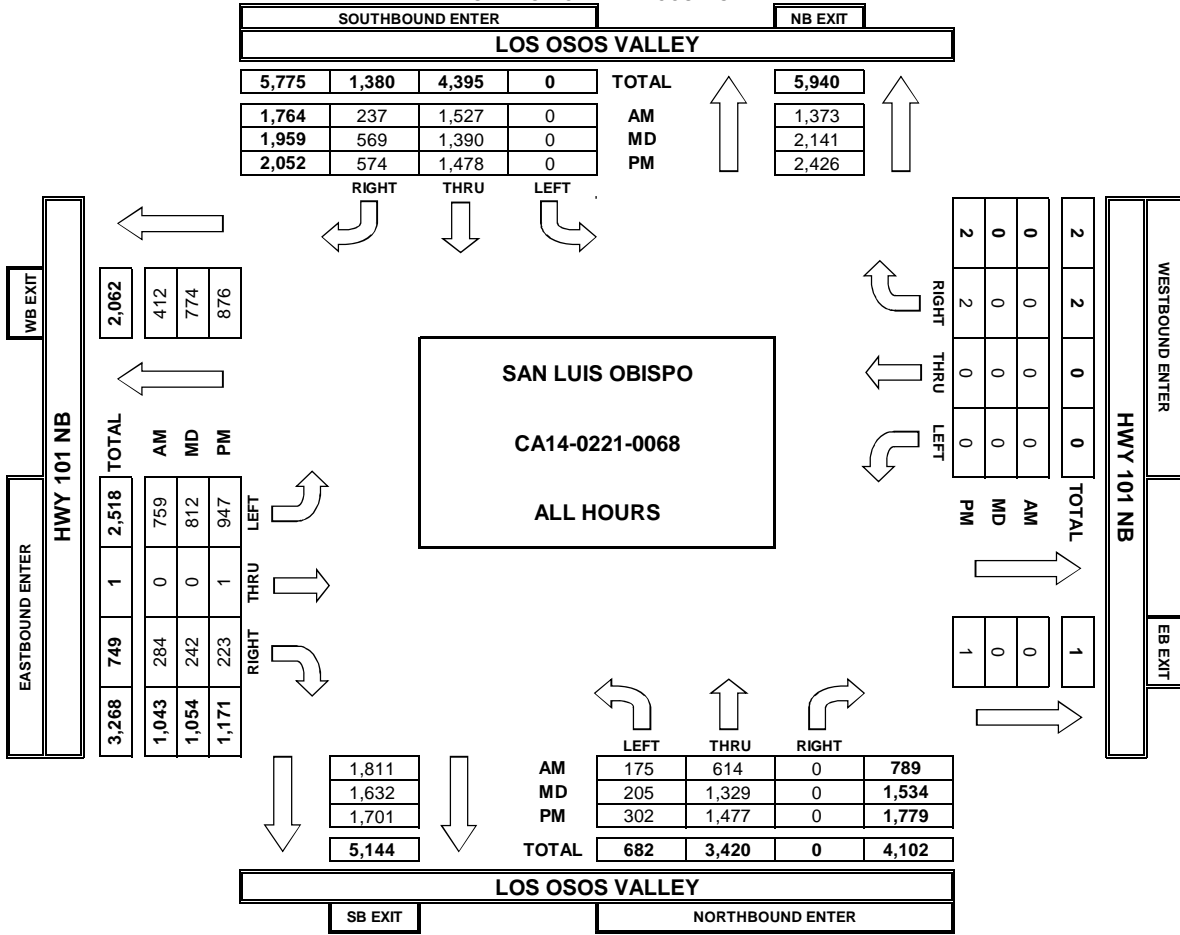 SOUTHBOUND ENTER NB EXIT
LOS OSOS VALLEY
5,775 1,380 4,395 0 TOTAL 5,940
1,764 237 1,527 0 AM 1,373
1,959 569 1,390 0 MD 2,141
2,052 574 1,478 0 PM 2,426
RIGHT THRU LEFT
WB EXIT
HWY 101 NB
EASTBOUND ENTER
2,062 412 774 876
TOTAL AM MD PM
2,518 759 812 947 LEFT
1 0 0 1 THRU
749 284 242 223 RIGHT
3,268 1,043 1,054 1,171
SAN LUIS OBISPO
CA14-0221-0068
ALL HOURS
2 0 0 2
RIGHT 2 0 0 2
THRU 0 0 0 0
LEFT 0 0 0 0
PM MD AM TOTAL
1 0 0 1
WESTBOUND ENTER
HWY 101 NB
EB EXIT
LEFT THRU RIGHT
1,811 AM 175 614 0 789
1,632 MD 205 1,329 0 1,534
1,701 PM 302 1,477 0 1,779
5,144 TOTAL 682 3,420 0 4,102
LOS OSOS VALLEY
SB EXIT NORTHBOUND ENTER